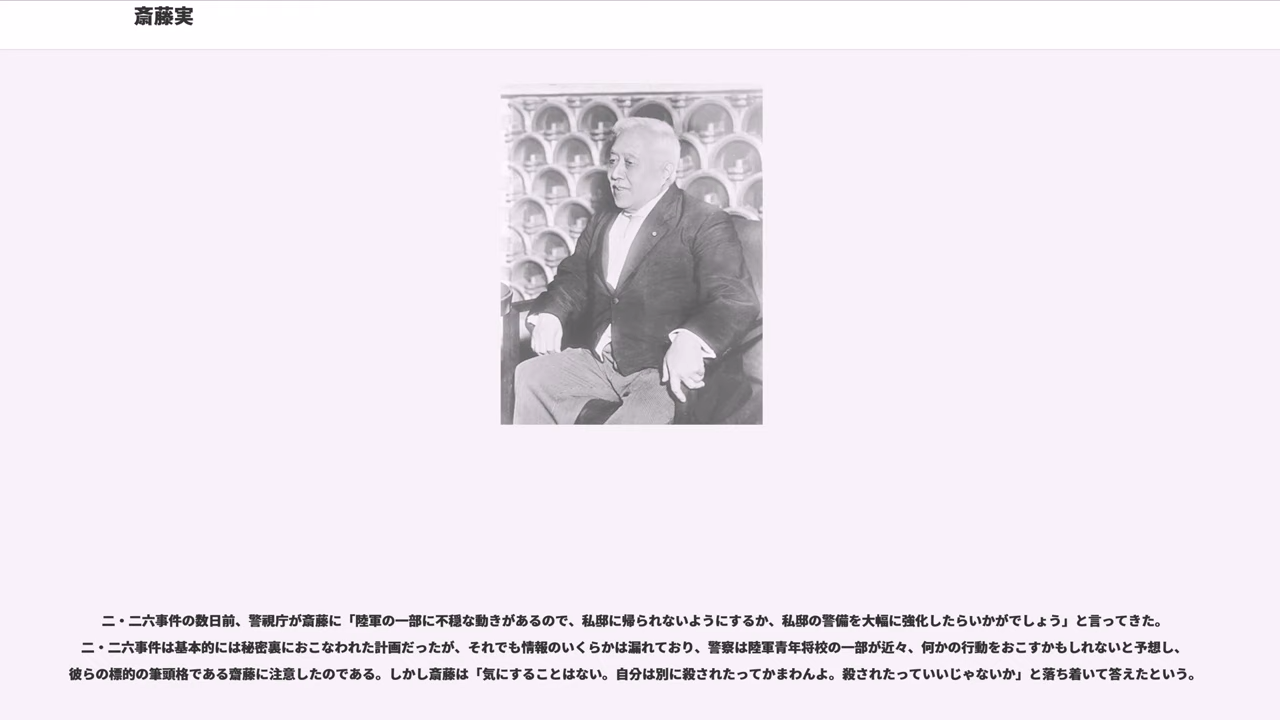 斎藤実
二・二六事件の数日前、警視庁が斎藤に「陸軍の一部に不穏な動きがあるので、私邸に帰られないようにするか、私邸の警備を大幅に強化したらいかがでしょう」と言ってきた。
二・二六事件は基本的には秘密裏におこなわれた計画だったが、それでも情報のいくらかは漏れており、警察は陸軍青年将校の一部が近々、何かの行動をおこすかもしれないと予想し、
彼らの標的の筆頭格である齋藤に注意したのである。しかし斎藤は「気にすることはない。自分は別に殺されたってかまわんよ。殺されたっていいじゃないか」と落ち着いて答えたという。